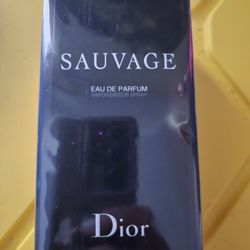 SAUVAGE
EAU DE PARFUM
VAPORISATEUR SPRAY
Dior